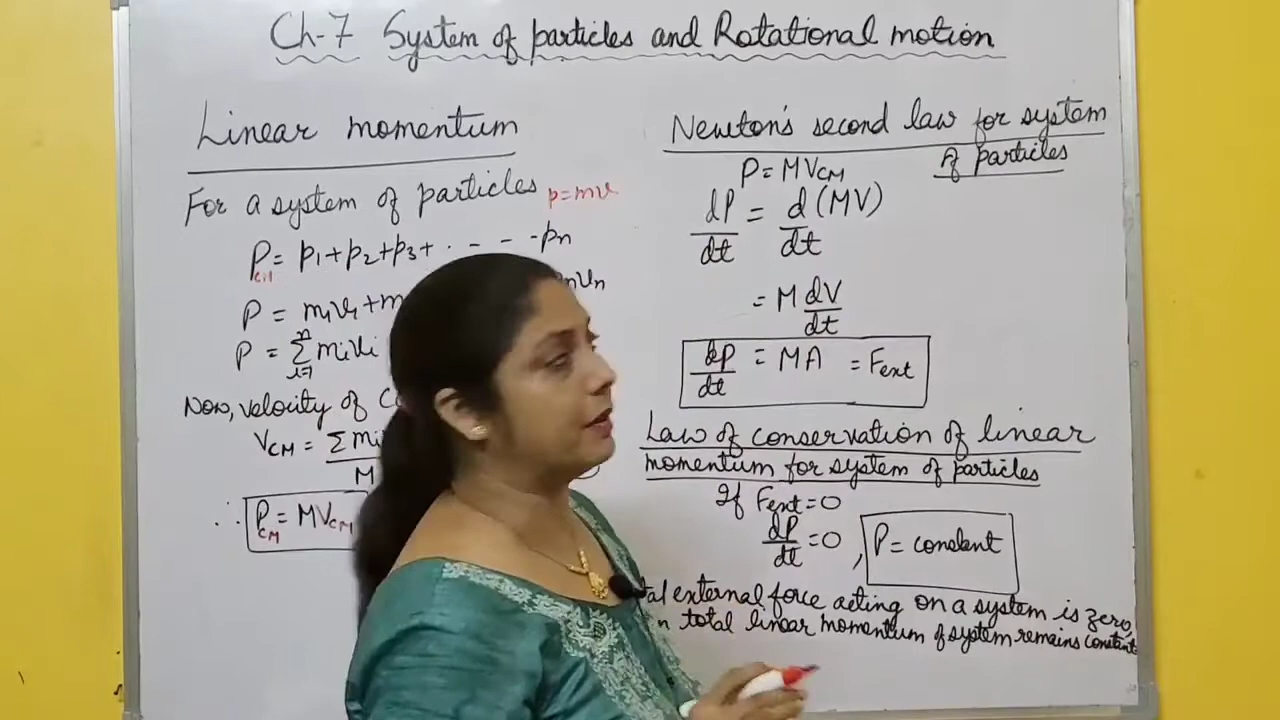 Ch-7 System of particles and Rotational motion
Linear momentum
For a system of particles p=mv
P = p1+p2+p3+ . - - - pn
CM
P = m1v1+m
P = Σ mivi
n
i=1
Now, velocity of
VCM = Σmi
M
∴ PCM = MVCM
Newton's second law for system
of particles
P = MVCM
dP/dt = d/dt (MV)
= M dV/dt
dP/dt = MA = Fext
Law of conservation of linear
momentum for system of particles
If Fext=0
dP/dt =0, P= constant
external force acting on a system is zero,
total linear momentum of system remains constant